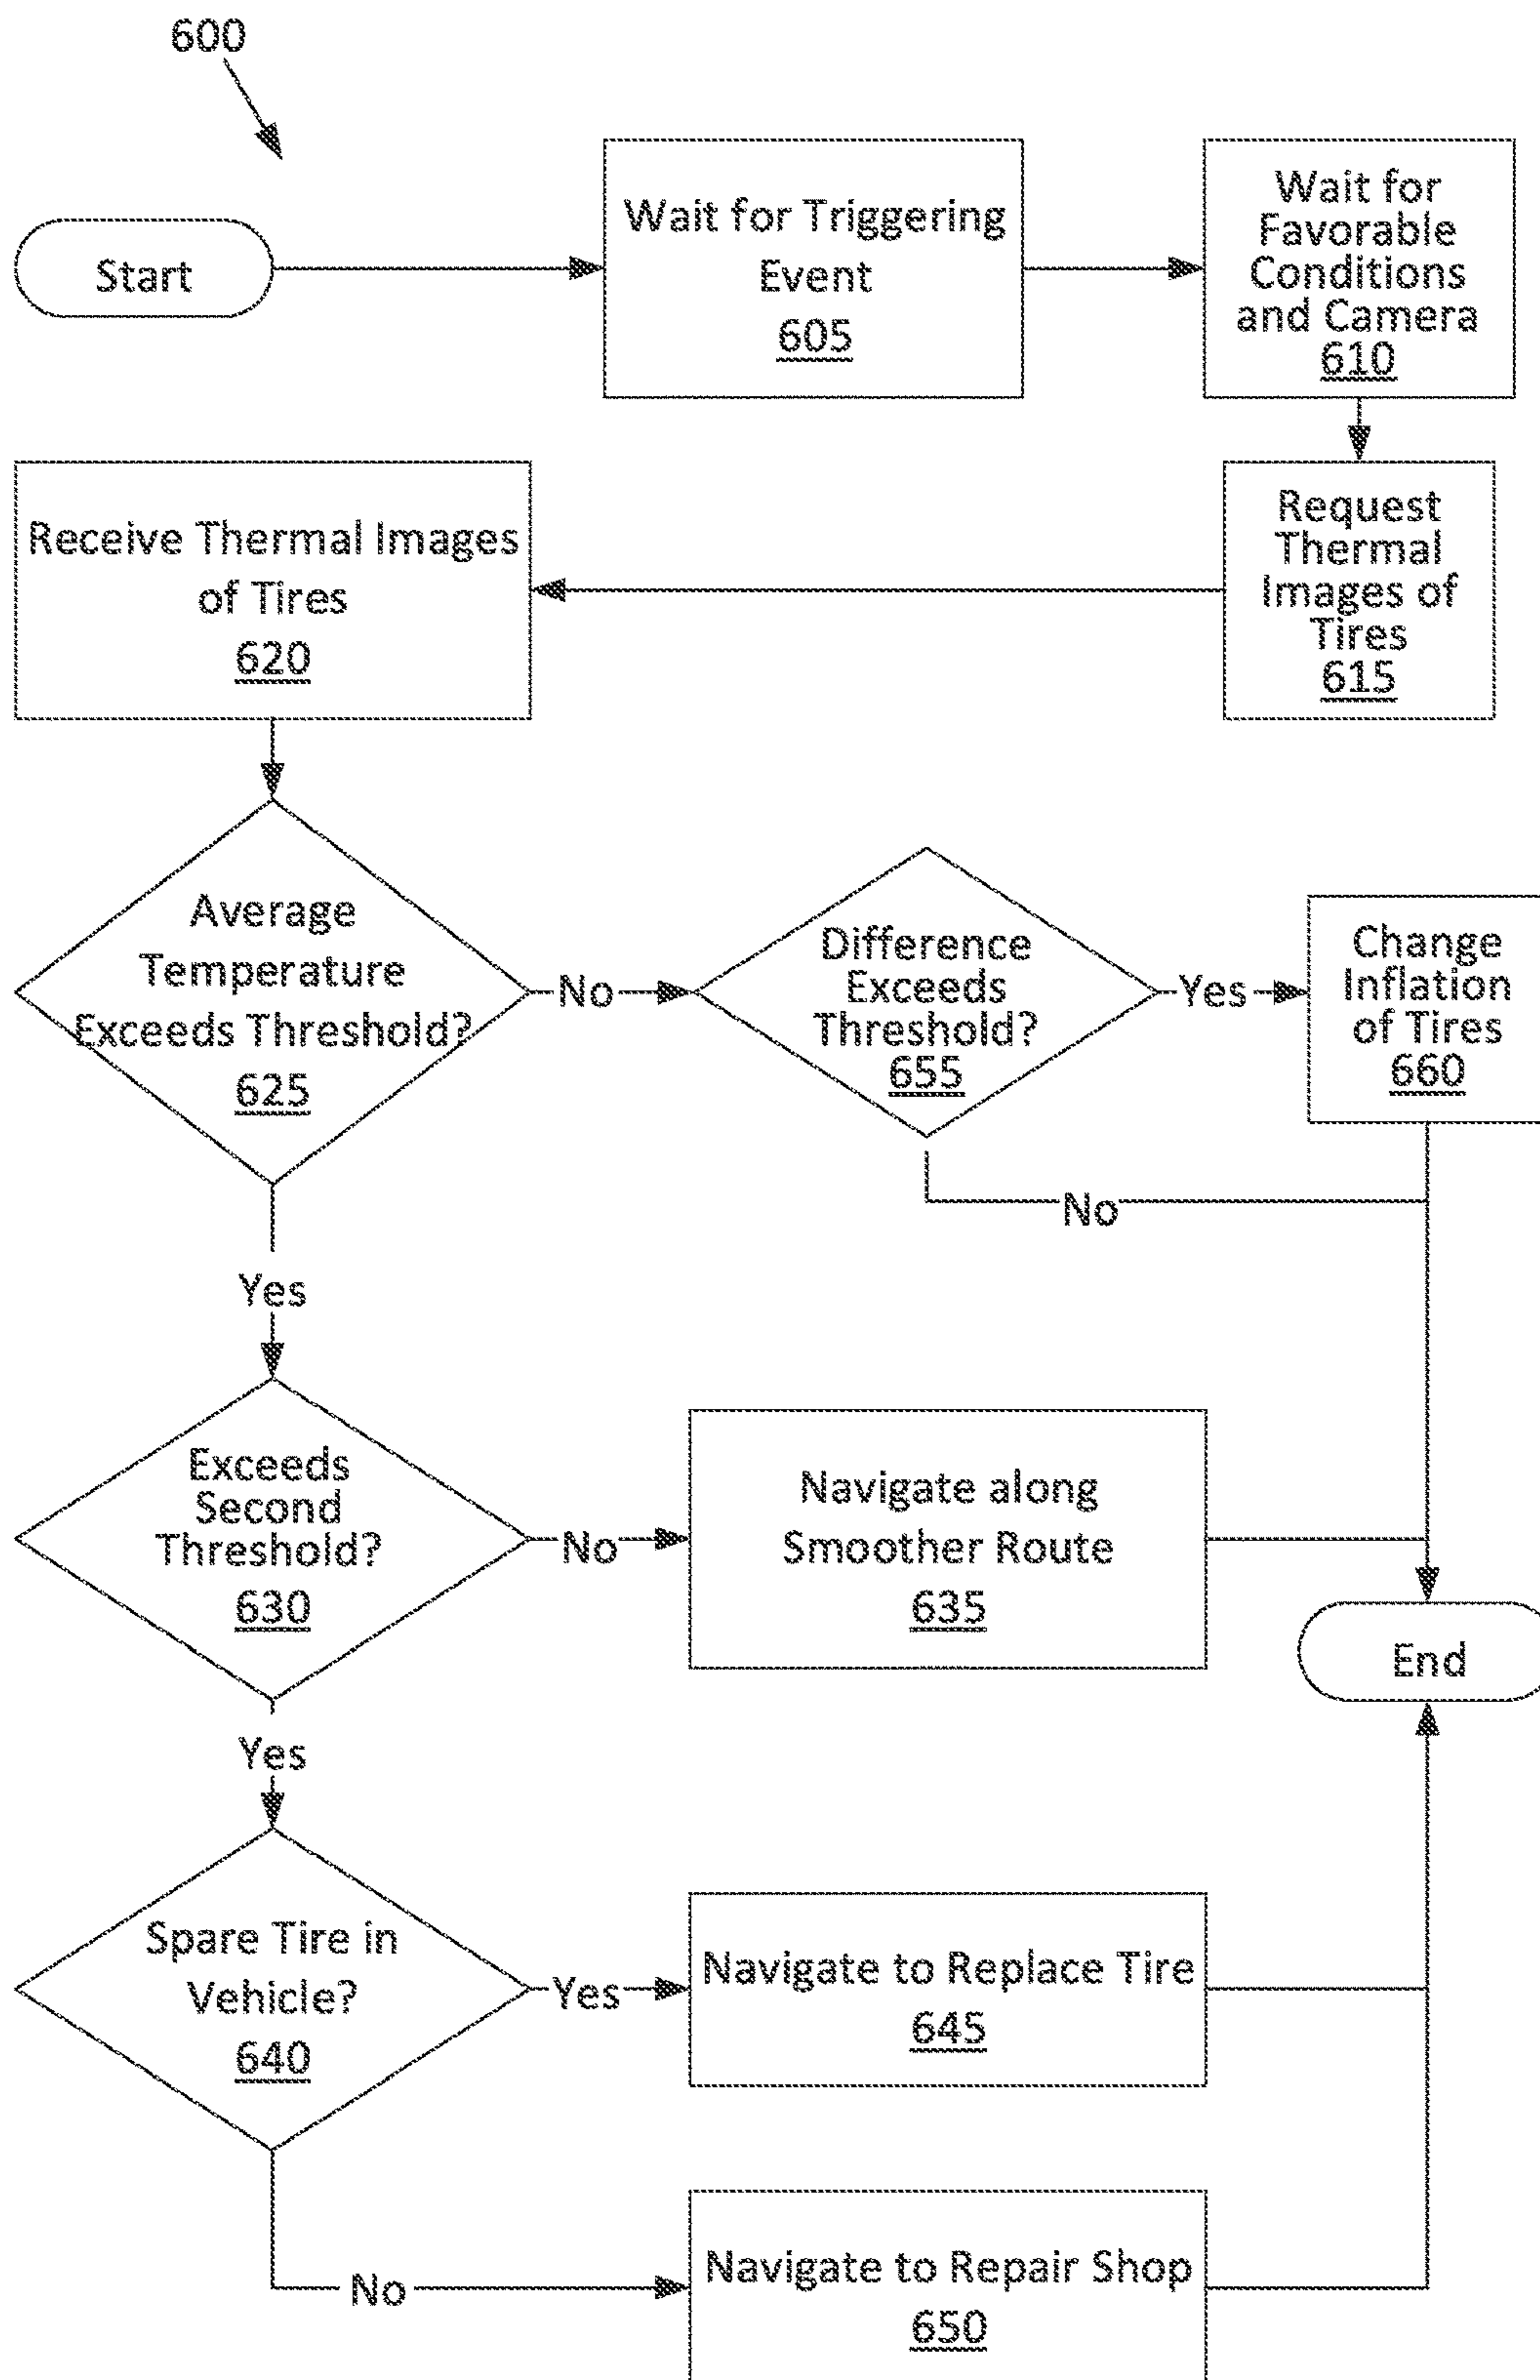 600
Start
Wait for Triggering
Event
605
Wait for
Favorable
Conditions
and Camera
610
Receive Thermal Images
of Tires
620
Request
Thermal
Images of
Tires
615
Average
Temperature
Exceeds Threshold?
625
No
Difference
Exceeds
Threshold?
655
Yes
Change
Inflation
of Tires
660
No
Yes
Exceeds
Second
Threshold?
630
No
Navigate along
Smoother Route
635
End
Yes
Spare Tire in
Vehicle?
640
Yes
Navigate to Replace Tire
645
No
Navigate to Repair Shop
650